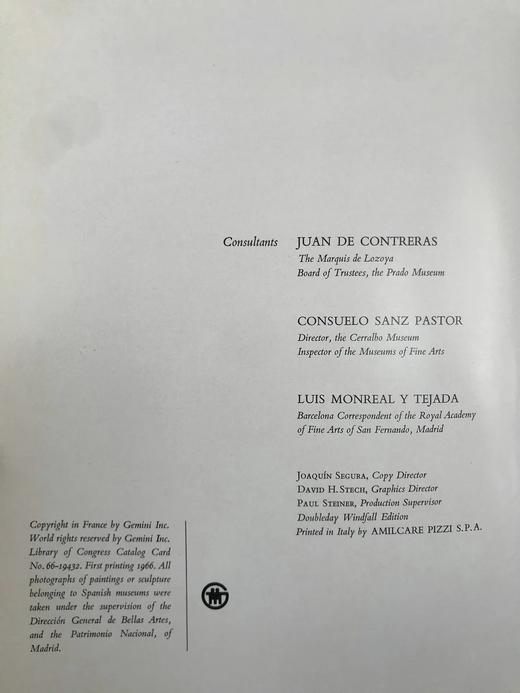 Consultants JUAN DE CONTRERAS
The Marquis de Lozoya
Board of Trustees, the Prado Museum
CONSUELO SANZ PASTOR
Director, the Cerralbo Museum
Inspector of the Museums of Fine Arts
LUIS MONREAL Y TEJADA
Barcelona Correspondent of the Royal Academy
of Fine Arts of San Fernando, Madrid
JOAQUÍN SEGURA, Copy Director
DAVID H. STECH, Graphics Director
PAUL STEINER, Production Supervisor
Doubleday Windfall Edition
Printed in Italy by AMILCARE PIZZI S.P.A.
Copyright in France by Gemini Inc.
World rights reserved by Gemini Inc.
Library of Congress Catalog Card
No. 66-19432. First printing 1966. All
photographs of paintings or sculpture
belonging to Spanish museums were
taken under the supervision of the
Dirección General de Bellas Artes,
and the Patrimonio Nacional, of
Madrid.